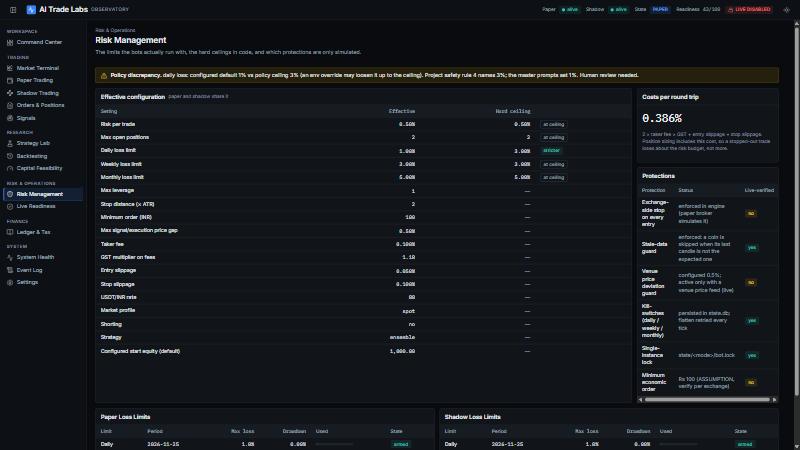 AI Trade Labs OBSERVATORY
Paper alive Shadow alive State PAPER Readiness 43/100 LIVE DISABLED
WORKSPACE
Command Center
TRADING
Market Terminal
Paper Trading
Shadow Trading
Orders & Positions
Signals
RESEARCH
Strategy Lab
Backtesting
Capital Feasibility
RISK & OPERATIONS
Risk Management
Live Readiness
FINANCE
Ledger & Tax
SYSTEM
System Health
Event Log
Settings
Risk & Operations
Risk Management
The limits the bots actually run with, the hard ceilings in code, and which protections are only simulated.
Policy discrepancy. daily loss: configured default 1% vs policy ceiling 3% (an env override may loosen it up to the ceiling). Project safety rule 4 names 3%; the master prompts set 1%. Human review needed.
Effective configuration paper and shadow share it
Setting Effective Hard ceiling
Risk per trade 0.50% 0.50% at ceiling
Max open positions 2 2 at ceiling
Daily loss limit 1.00% 3.00% stricter
Weekly loss limit 3.00% 3.00% at ceiling
Monthly loss limit 5.00% 5.00% at ceiling
Max leverage 1 —
Stop distance (x ATR) 2 —
Minimum order (INR) 100 —
Max signal/execution price gap 0.50% —
Taker fee 0.100% —
GST multiplier on fees 1.18 —
Entry slippage 0.050% —
Stop slippage 0.100% —
USDT/INR rate 88 —
Market profile spot —
Shorting no —
Strategy ensemble —
Configured start equity (default) 1,000.00 —
Costs per round trip
0.386%
2 × taker fee × GST + entry slippage + stop slippage.
Position sizing includes this cost, so a stopped-out trade
loses about the risk budget, not more.
Protections
Protection Status Live-verified
Exchange-side stop on every entry enforced in engine (paper broker simulates it) no
Stale-data guard enforced: a coin is skipped when its last candle is not the expected one yes
Venue price deviation guard configured 0.5%; active only with a venue price feed (live) no
Kill-switches (daily / weekly / monthly) persisted in state.db; flatten retried every tick yes
Single-instance lock state/<mode>/bot.lock yes
Minimum economic order Rs 100 (ASSUMPTION, verify per exchange) no
Paper Loss Limits
Limit Period Max loss Drawdown Used State
Daily 2026-11-25 1.0% 0.00% armed
Shadow Loss Limits
Limit Period Max loss Drawdown Used State
Daily 2026-11-25 1.0% 0.00% armed